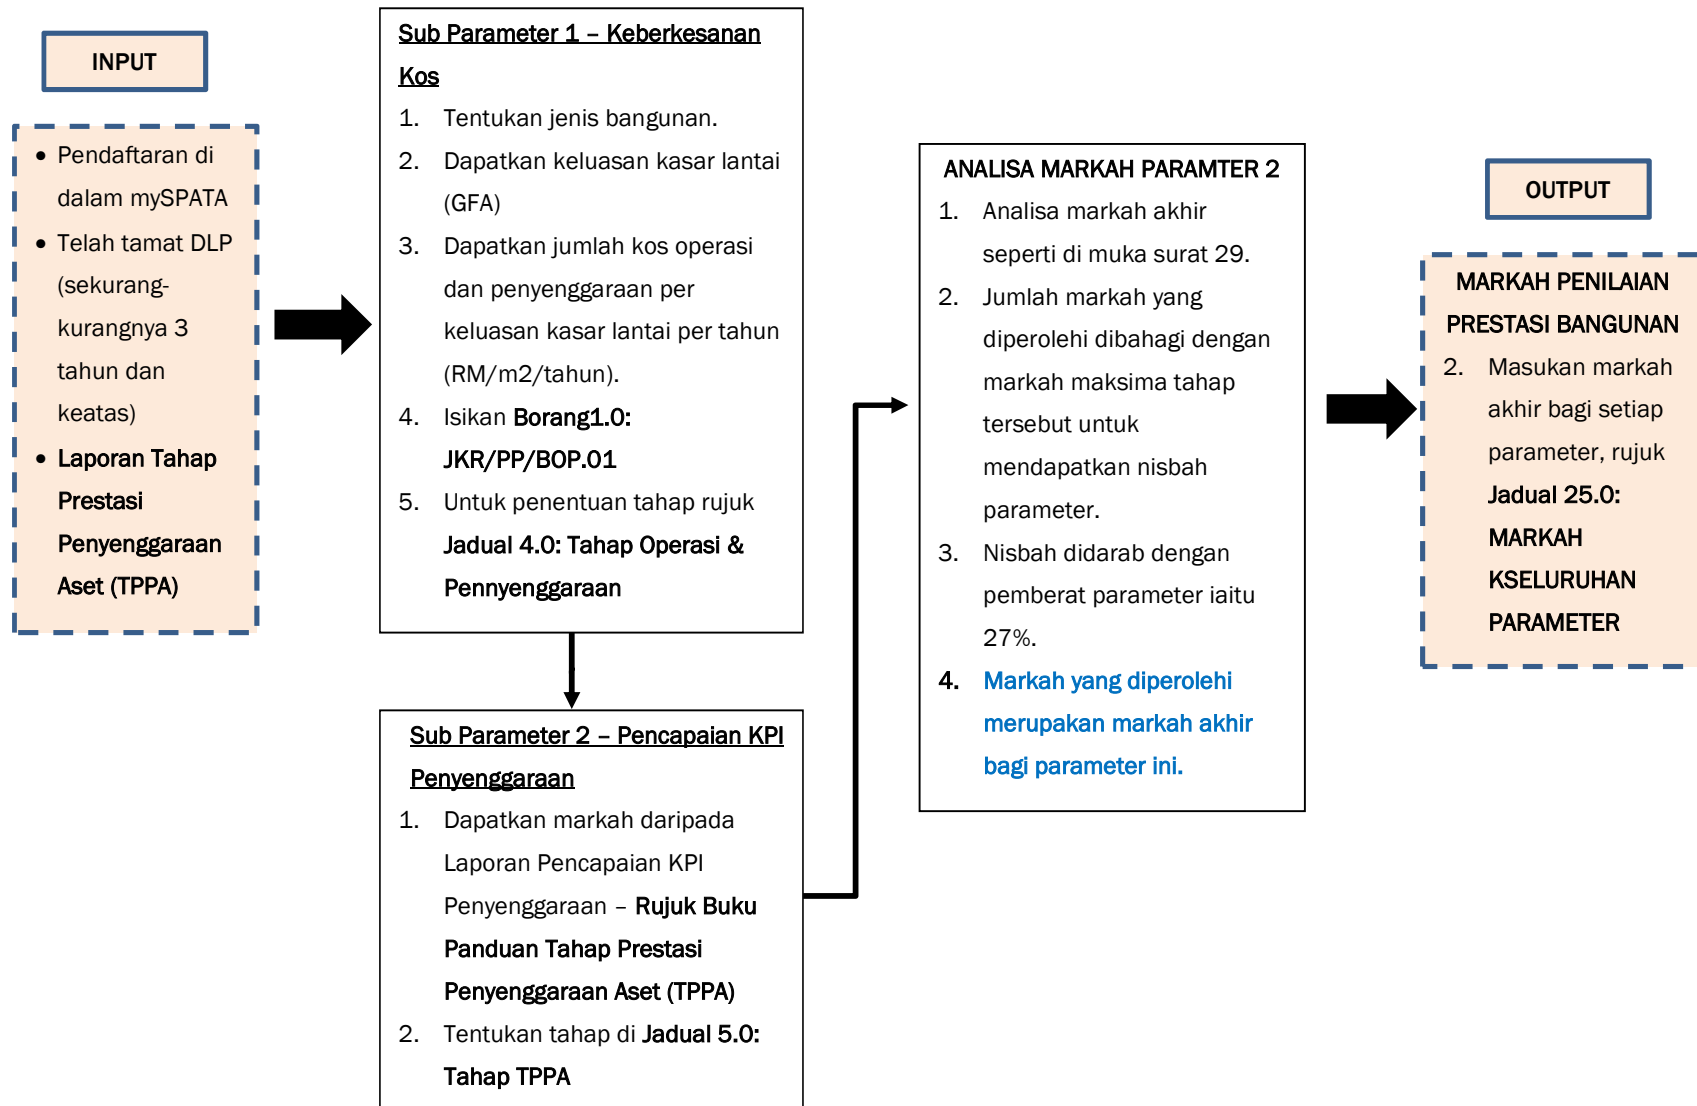 INPUT
• Pendaftaran di
dalam mySPATA
• Telah tamat DLP
(sekurang-
kurangnya 3
tahun dan
keatas)
• Laporan Tahap
Prestasi
Penyenggaraan
Aset (TPPA)
Sub Parameter 1 – Keberkesanan
Kos
1. Tentukan jenis bangunan.
2. Dapatkan keluasan kasar lantai
(GFA)
3. Dapatkan jumlah kos operasi
dan penyenggaraan per
keluasan kasar lantai per tahun
(RM/m2/tahun).
4. Isikan Borang1.0:
JKR/PP/BOP.01
5. Untuk penentuan tahap rujuk
Jadual 4.0: Tahap Operasi &
Pennyenggaraan
Sub Parameter 2 – Pencapaian KPI
Penyenggaraan
1. Dapatkan markah daripada
Laporan Pencapaian KPI
Penyenggaraan – Rujuk Buku
Panduan Tahap Prestasi
Penyenggaraan Aset (TPPA)
2. Tentukan tahap di Jadual 5.0:
Tahap TPPA
ANALISA MARKAH PARAMTER 2
1. Analisa markah akhir
seperti di muka surat 29.
2. Jumlah markah yang
diperolehi dibahagi dengan
markah maksima tahap
tersebut untuk
mendapatkan nisbah
parameter.
3. Nisbah didarab dengan
pemberat parameter iaitu
27%.
4. Markah yang diperolehi
merupakan markah akhir
bagi parameter ini.
OUTPUT
MARKAH PENILAIAN
PRESTASI BANGUNAN
2. Masukan markah
akhir bagi setiap
parameter, rujuk
Jadual 25.0:
MARKAH
KSELURUHAN
PARAMETER